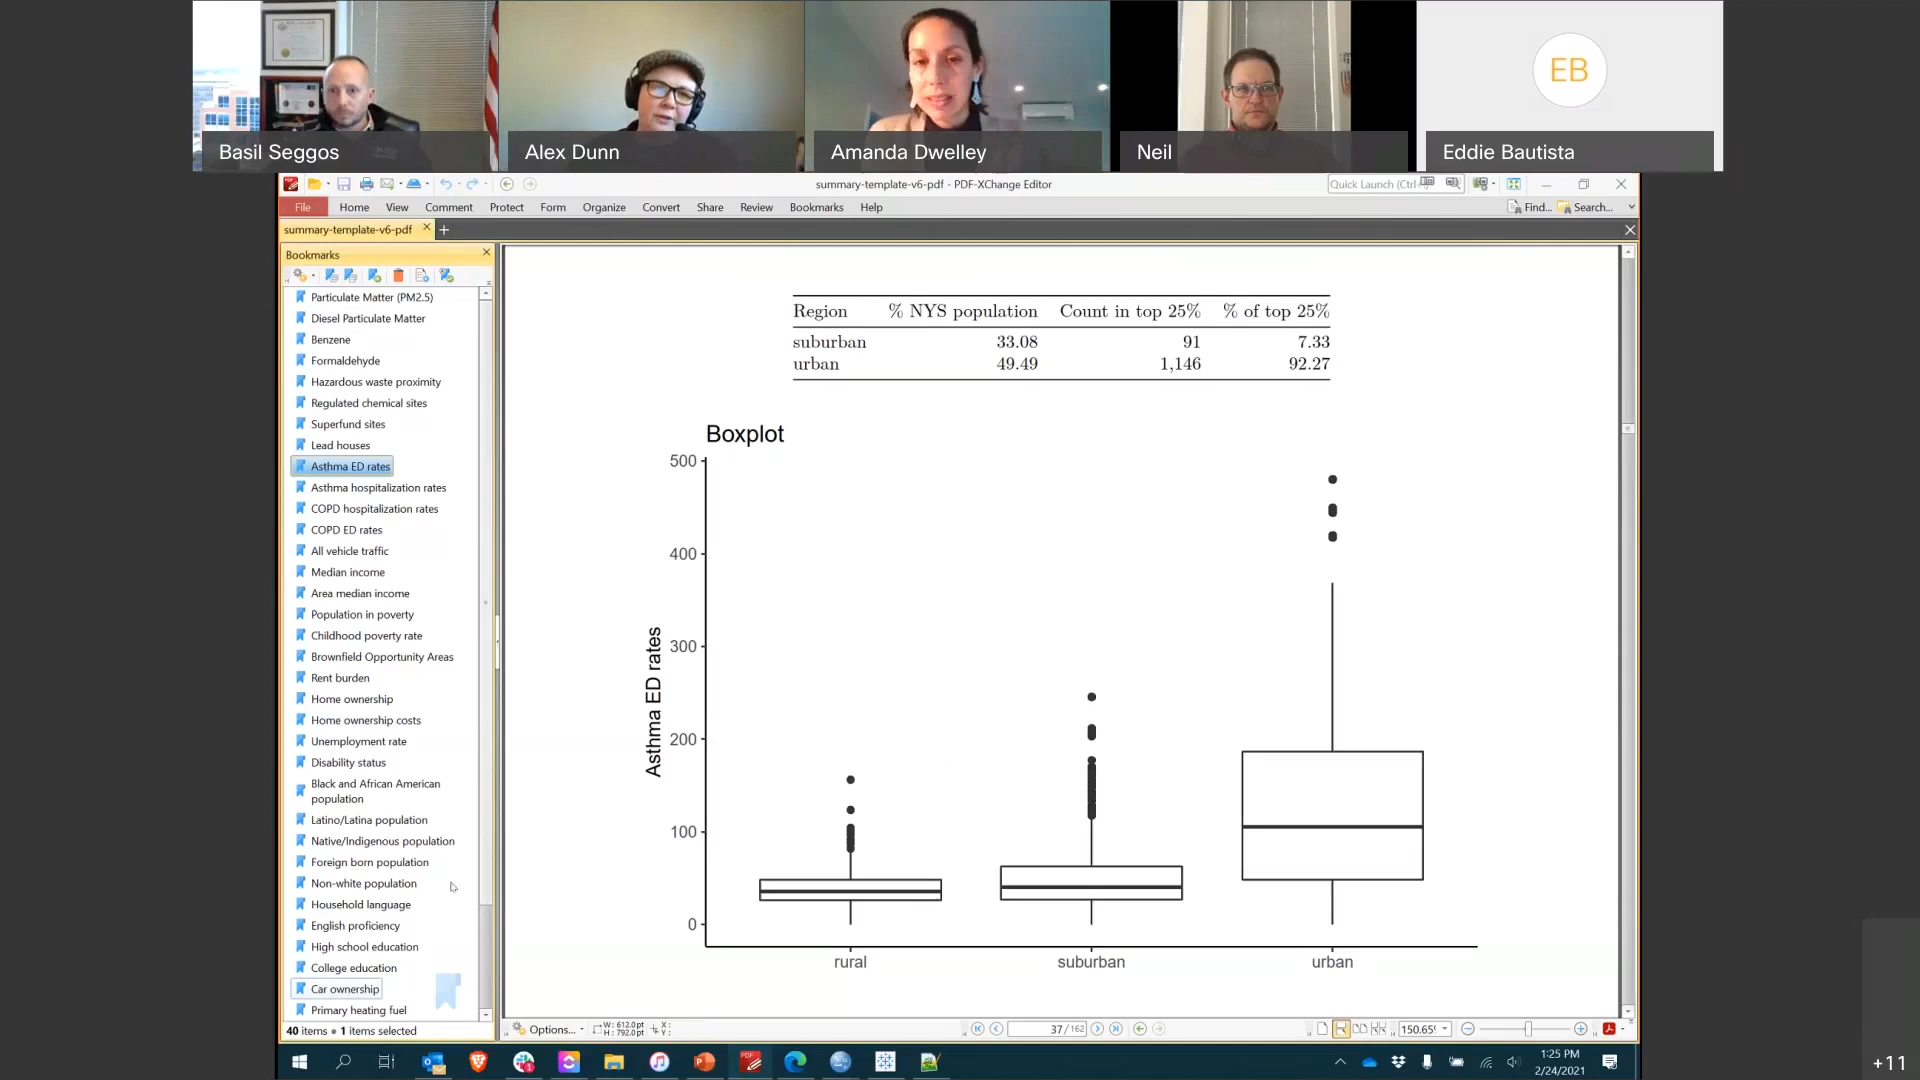 EB
Basil Seggos
Alex Dunn
Amanda Dwelley
Neil
Eddie Bautista
summary-template-v6-pdf - PDF-XChange Editor
Quick Launch (Ctrl+
File Home View Comment Protect Form Organize Convert Share Review Bookmarks Help
Find... Search...
summary-template-v6-pdf
Bookmarks
Particulate Matter (PM2.5)
Diesel Particulate Matter
Benzene
Formaldehyde
Hazardous waste proximity
Regulated chemical sites
Superfund sites
Lead houses
Asthma ED rates
Asthma hospitalization rates
COPD hospitalization rates
COPD ED rates
All vehicle traffic
Median income
Area median income
Population in poverty
Childhood poverty rate
Brownfield Opportunity Areas
Rent burden
Home ownership
Home ownership costs
Unemployment rate
Disability status
Black and African American
population
Latino/Latina population
Native/Indigenous population
Foreign born population
Non-white population
Household language
English proficiency
High school education
College education
Car ownership
Primary heating fuel
40 items • 1 items selected
Region % NYS population Count in top 25% % of top 25%
suburban 33.08 91 7.33
urban 49.49 1,146 92.27
Boxplot
500
400
300
200
100
0
Asthma ED rates
rural suburban urban
Options...
W: 612.0pt
H: 792.0pt
X:
Y:
37 / 162
150.65%
1:25 PM
2/24/2021
+11